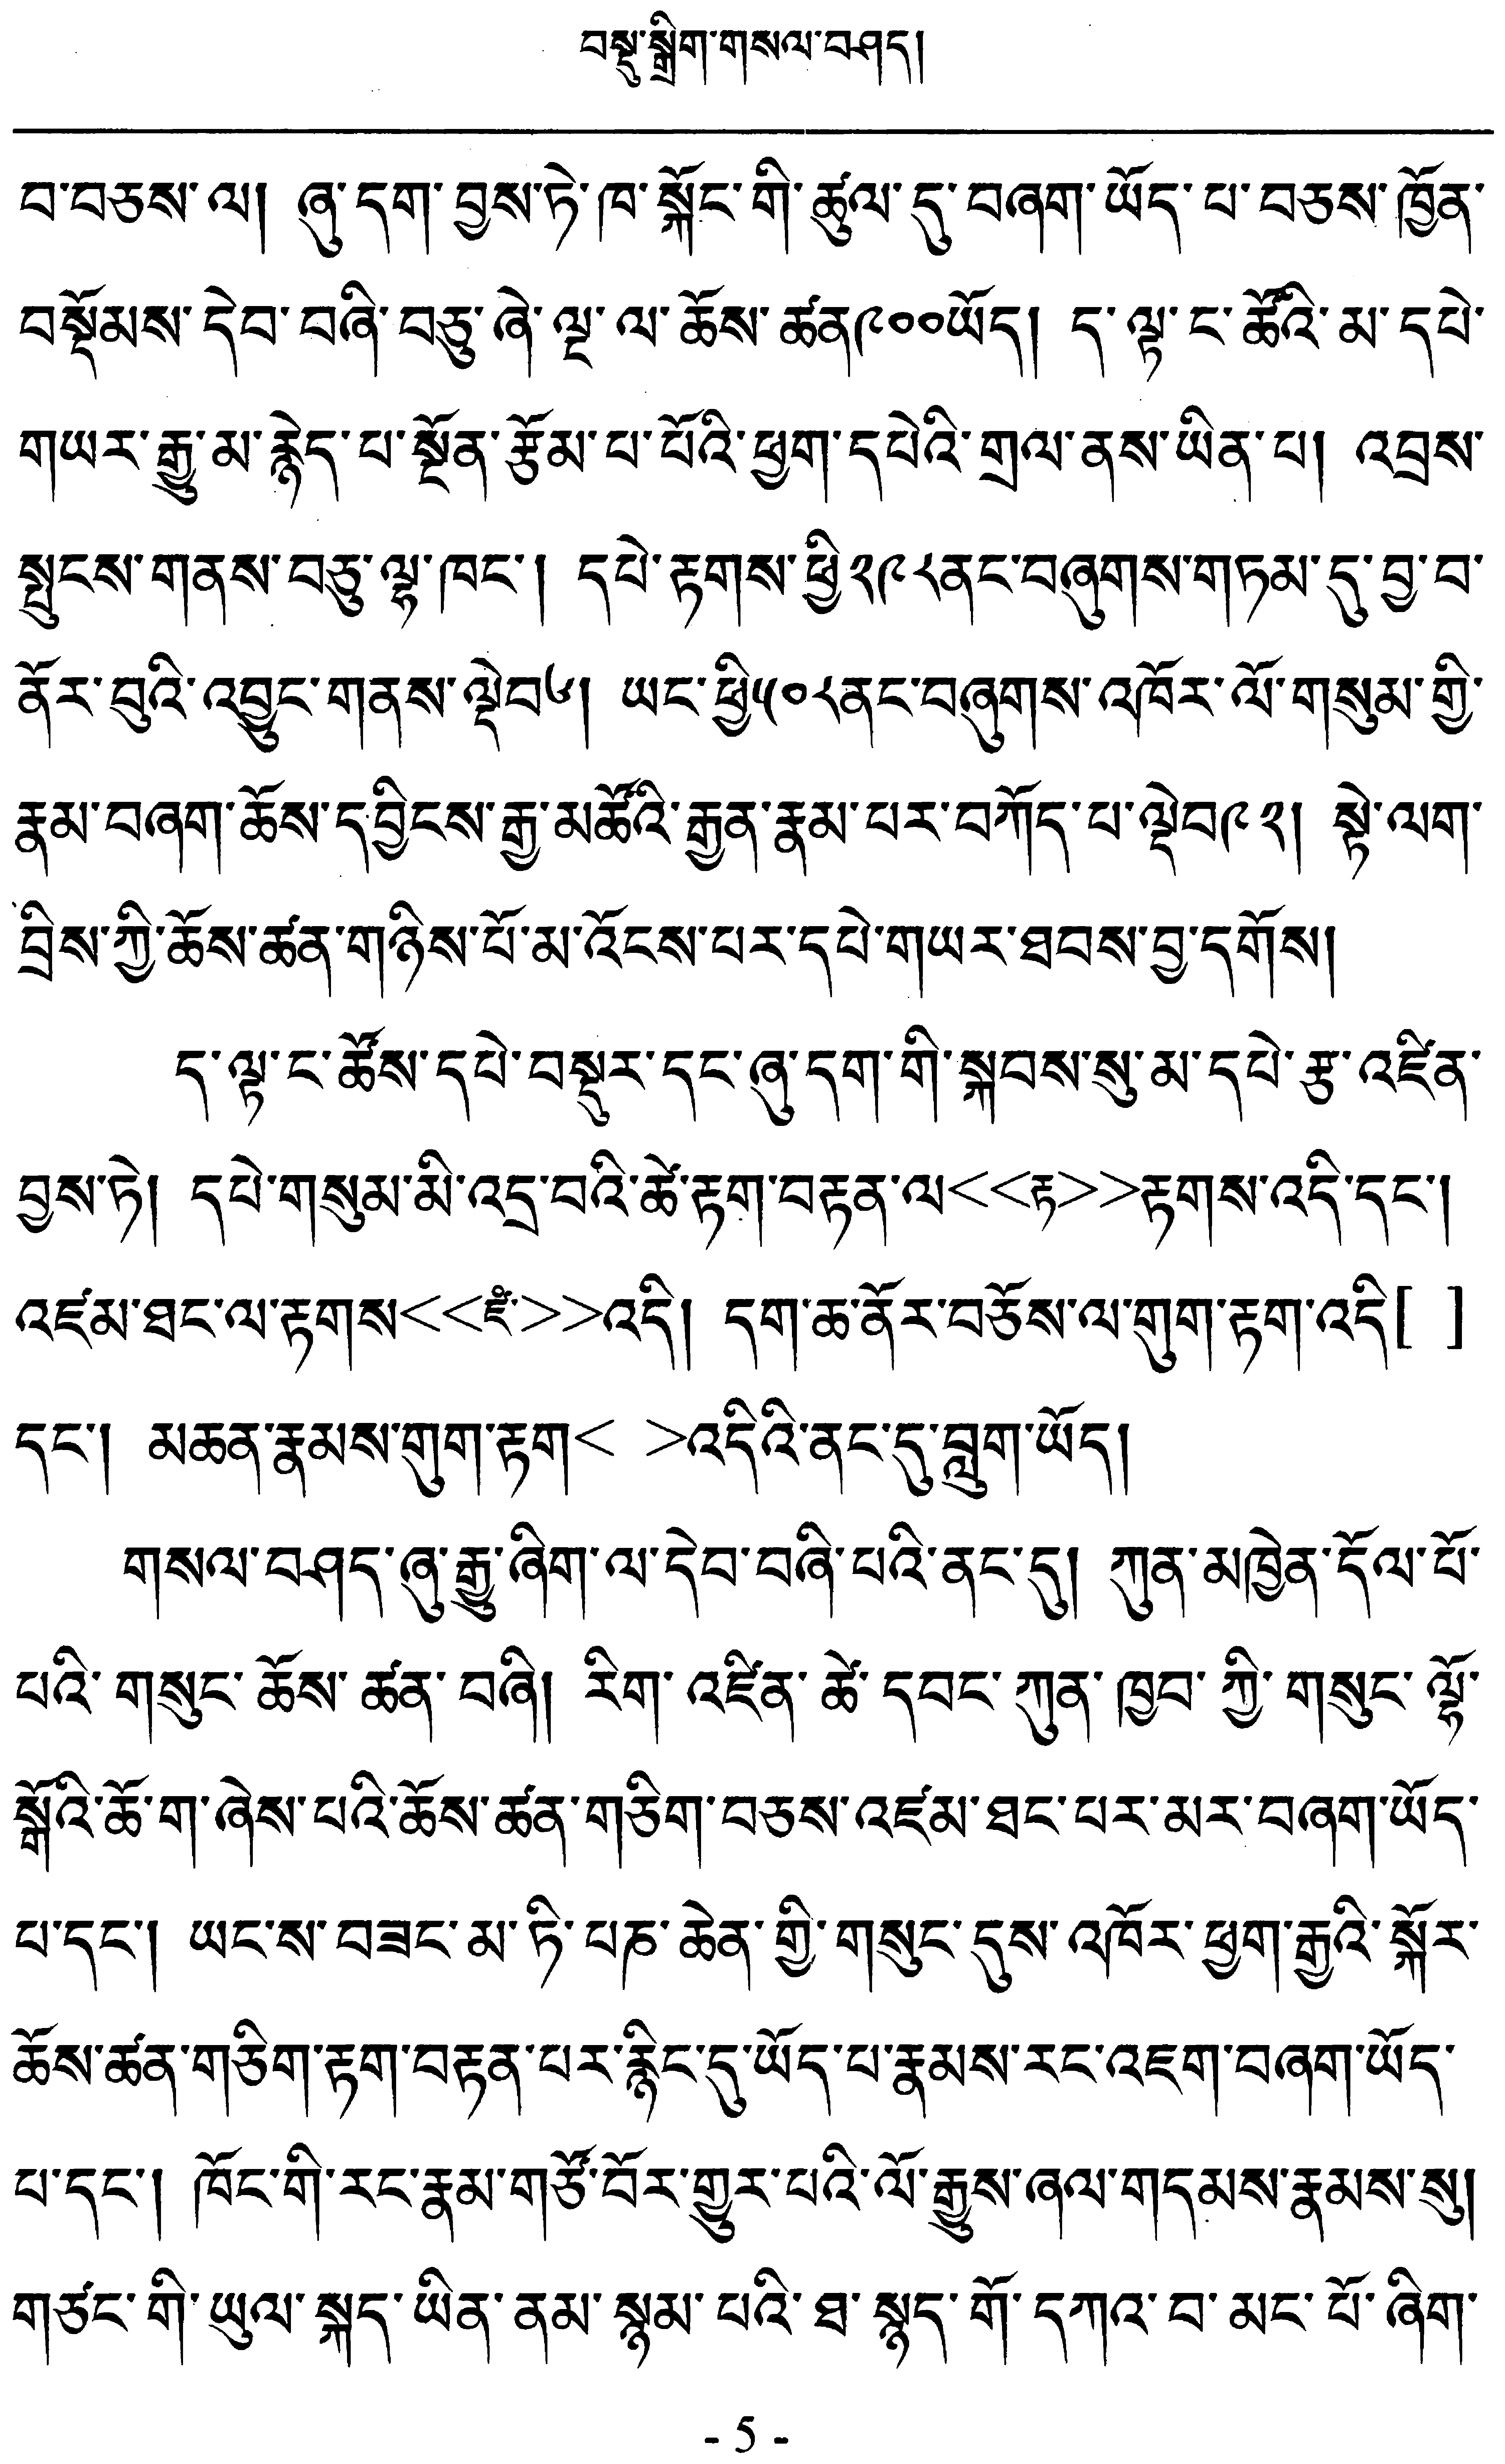 བསྡུ་སྒྲིག་གསལ་བཤད།
བ་བཅས་ལ། ཞུ་དག་བྱས་ཏེ་ཁ་སྐོང་གི་ཚུལ་དུ་བཞག་ཡོད་པ་བཅས་ཁྱོན་
བསྡོམས་དེབ་བཞི་བཅུ་ཞེ་ལྔ་ལ་ཆོས་ཚན༩༠༠ཡོད། ད་ལྟ་ང་ཚོའི་མ་དཔེ་
གཡར་རྒྱུ་མ་རྙེད་པ་སྔོན་རྩོམ་པ་པོའི་ཕྱག་དཔེའི་གྲལ་ནས་ཡིན་པ། འབྲས་
སྤུངས་གནས་བཅུ་ལྷ་ཁང་། དཔེ་རྟགས་ཕྱི༢༩༨ནང་བཞུགས་གཏམ་དུ་བྱ་བ་
ནོར་བུའི་འབྱུང་གནས་ལྡེབ༦། ཡང་ཕྱི༥༠༨ནང་བཞུགས་འཁོར་ལོ་གསུམ་གྱི་
རྣམ་བཞག་ཆོས་དབྱིངས་རྒྱ་མཚོའི་རྒྱན་རྣམ་པར་བཀོད་པ་ལྡེབ༩༢། སྟེ་ལག་
བྲིས་ཀྱི་ཆོས་ཚན་གཉིས་པོ་མ་འོངས་པར་དཔེ་གཡར་ཐབས་བྱ་དགོས།
ད་ལྟ་ང་ཚོས་དཔེ་བསྡུར་དང་ཞུ་དག་གི་སྐབས་སུ་མ་དཔེ་རྩ་འཛིན་
བྱས་ཏེ། དཔེ་གསུམ་མི་འདྲ་བའི་ཚེ་རྟག་བརྟན་ལ<<རྟ>>རྟགས་འདི་དང་།
འཛམ་ཐང་ལ་རྟགས<<ཛཾ་>>འདི། དག་ཆ་ནོར་བཅོས་ལ་གུག་རྟག་འདི[ ]
དང་། མཆན་རྣམས་གུག་རྟག< >འདིའི་ནང་དུ་བླུག་ཡོད།
གསལ་བཤད་ཞུ་རྒྱུ་ཞིག་ལ་དེབ་བཞི་པའི་ནང་དུ། ཀུན་མཁྱེན་དོལ་པོ་
པའི་གསུང་ཆོས་ཚན་བཞི། རིག་འཛིན་ཚེ་དབང་ཀུན་ཁྱབ་ཀྱི་གསུང་ལྷོ་
སྒོའི་ཆོ་ག་ཞེས་པའི་ཆོས་ཚན་གཅིག་བཅས་འཛམ་ཐང་པར་མར་བཞག་ཡོད་
པ་དང་། ཡང་ས་བཟང་མ་ཏི་པཎ་ཆེན་གྱི་གསུང་དུས་འཁོར་ཕྱག་རྒྱའི་སྐོར་
ཆོས་ཚན་གཅིག་རྟག་བརྟན་པར་རྙིང་དུ་ཡོད་པ་རྣམས་རང་འཇག་བཞག་ཡོད་
པ་དང་། ཁོང་གི་རང་རྣམ་གཙོ་བོར་གྱུར་པའི་ལོ་རྒྱུས་ཞལ་གདམས་རྣམས་སུ།
གཙང་གི་ཡུལ་སྐད་ཡིན་ནམ་སྙམ་པའི་ཐ་སྙད་གོ་དཀའ་བ་མང་པོ་ཞིག་
- 5 -